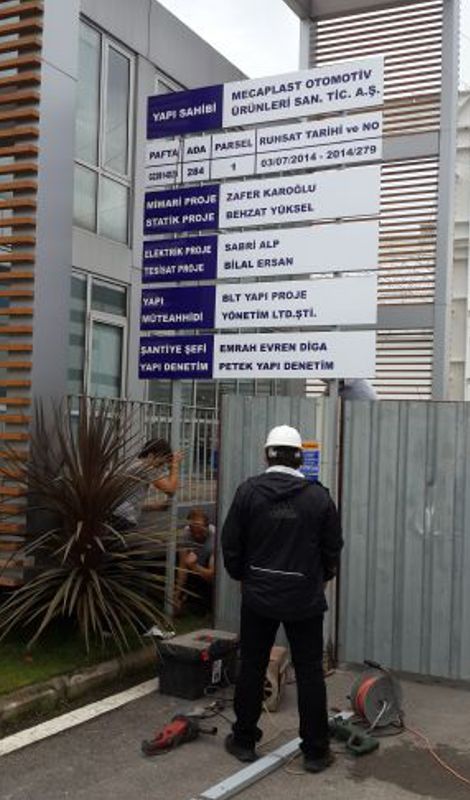 YAPI SAHİBİ MECAPLAST OTOMOTİV
ÜRÜNLERİ SAN. TİC. A.Ş.
PAFTA ADA PARSEL RUHSAT TARİHİ ve NO
284 1 03/07/2014 - 2014/279
MİMARİ PROJE ZAFER KAROĞLU
STATİK PROJE BEHZAT YÜKSEL
ELEKTRİK PROJE SABRİ ALP
TESİSAT PROJE BİLAL ERSAN
YAPI BLT YAPI PROJE
MÜTEAHHİDİ YÖNETİM LTD.ŞTİ.
ŞANTİYE ŞEFİ EMRAH EVREN DİGA
YAPI DENETİM PETEK YAPI DENETİM